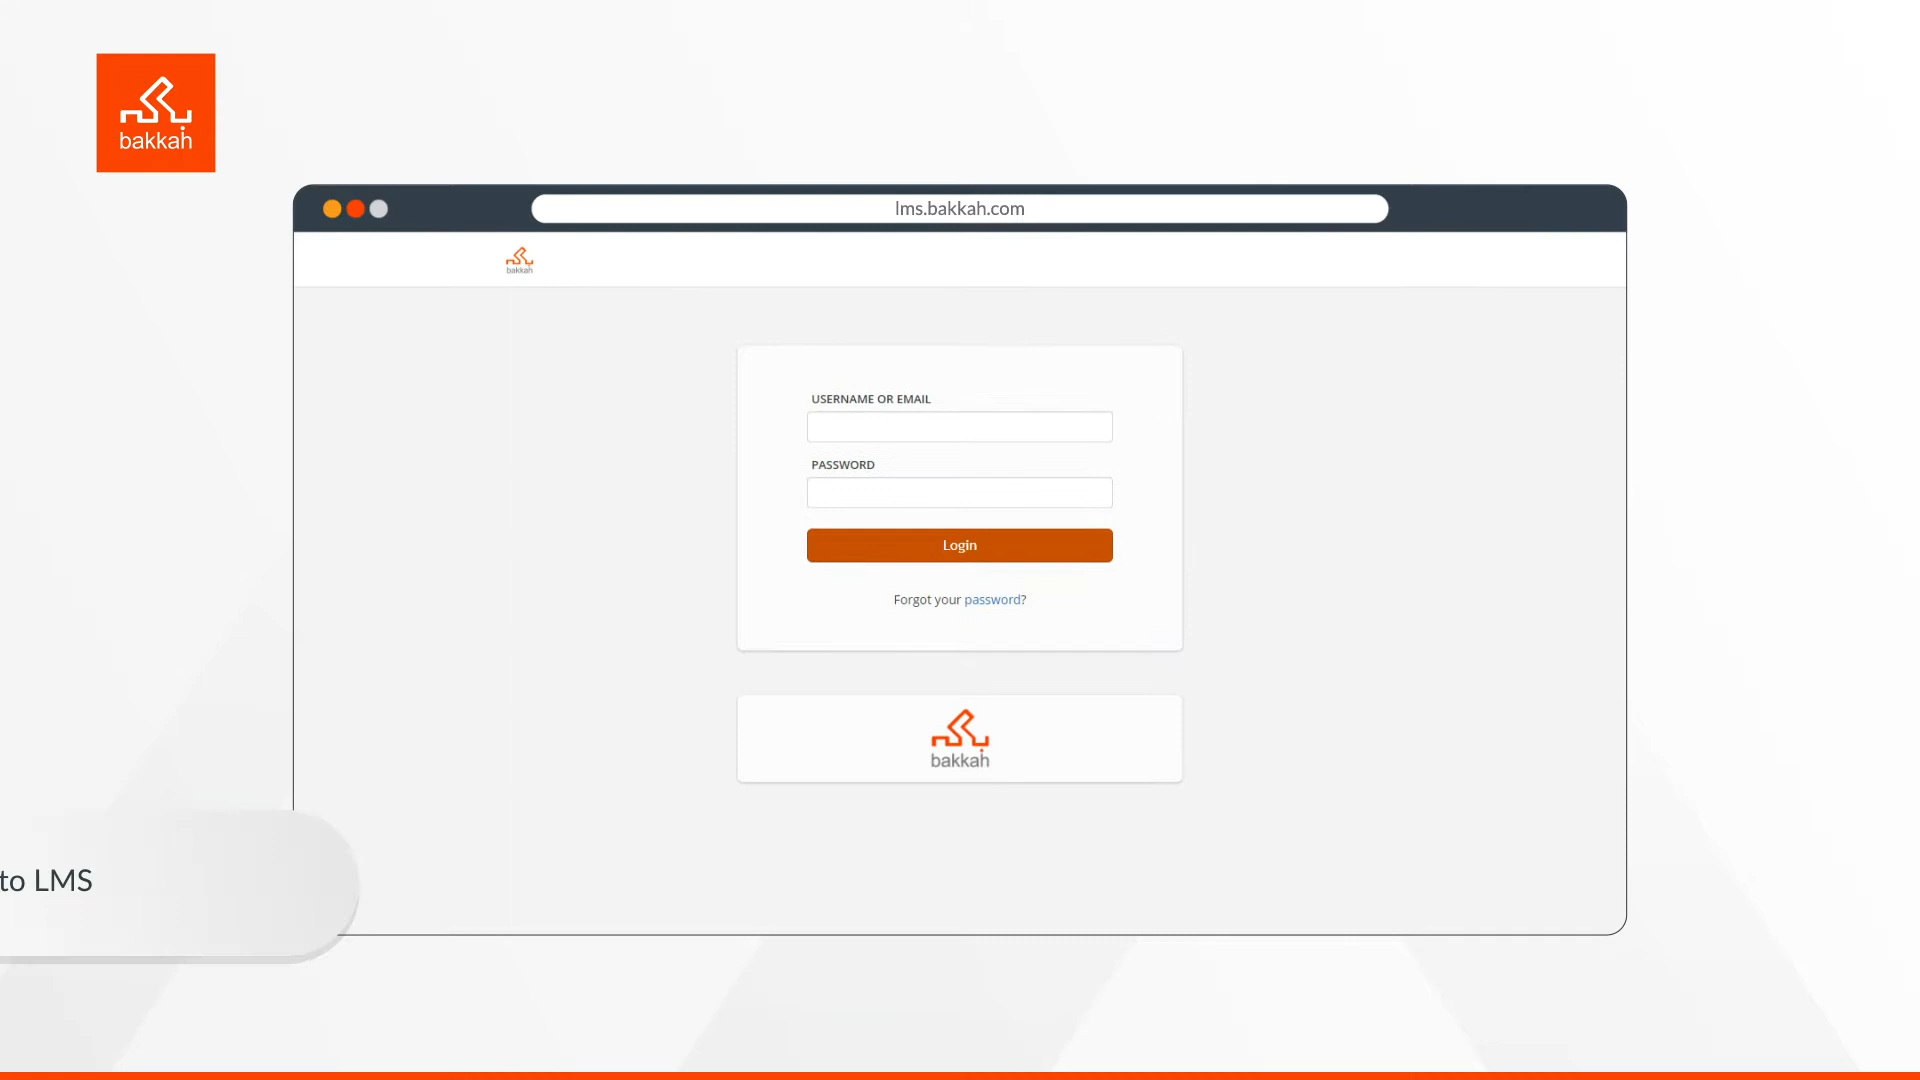 bakkah
lms.bakkah.com
bakkah
USERNAME OR EMAIL
PASSWORD
Login
Forgot your password?
bakkah
to LMS